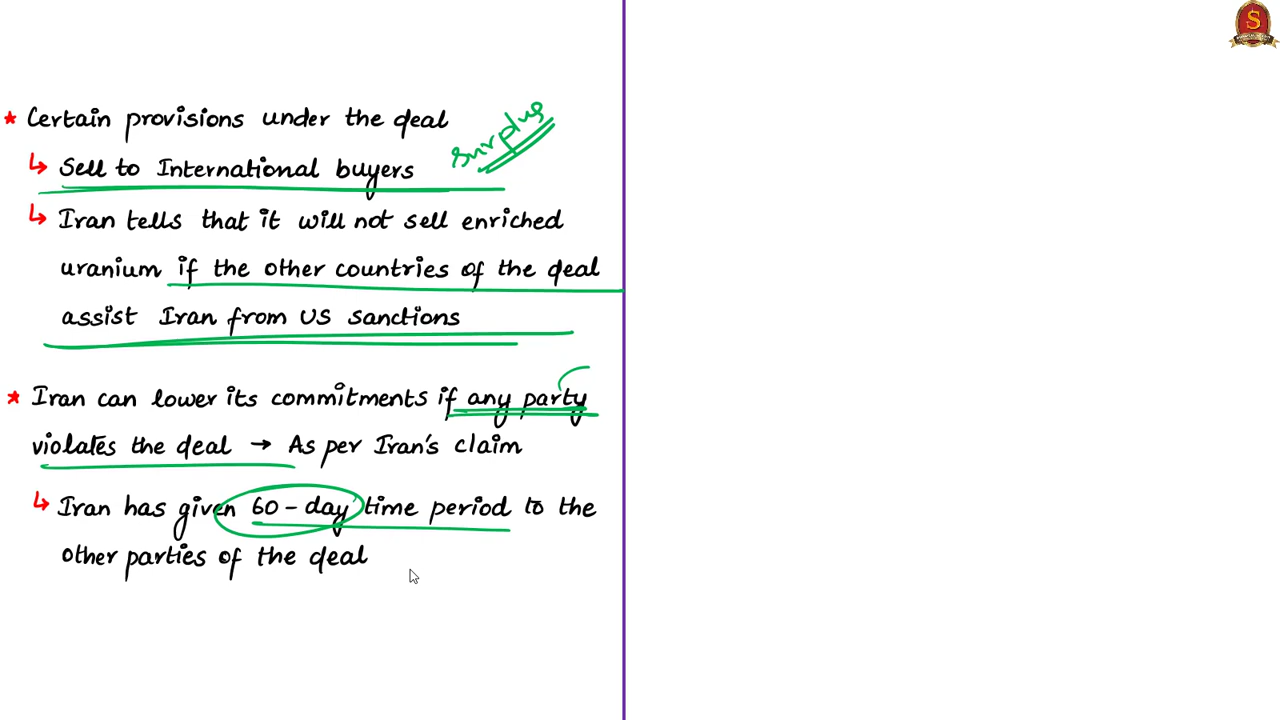 * Certain provisions under the deal
surplus
↳ Sell to International buyers
↳ Iran tells that it will not sell enriched
uranium if the other countries of the deal
assist Iran from US sanctions
* Iran can lower its commitments if any party
violates the deal → As per Iran's claim
↳ Iran has given 60-day time period to the
other parties of the deal
S